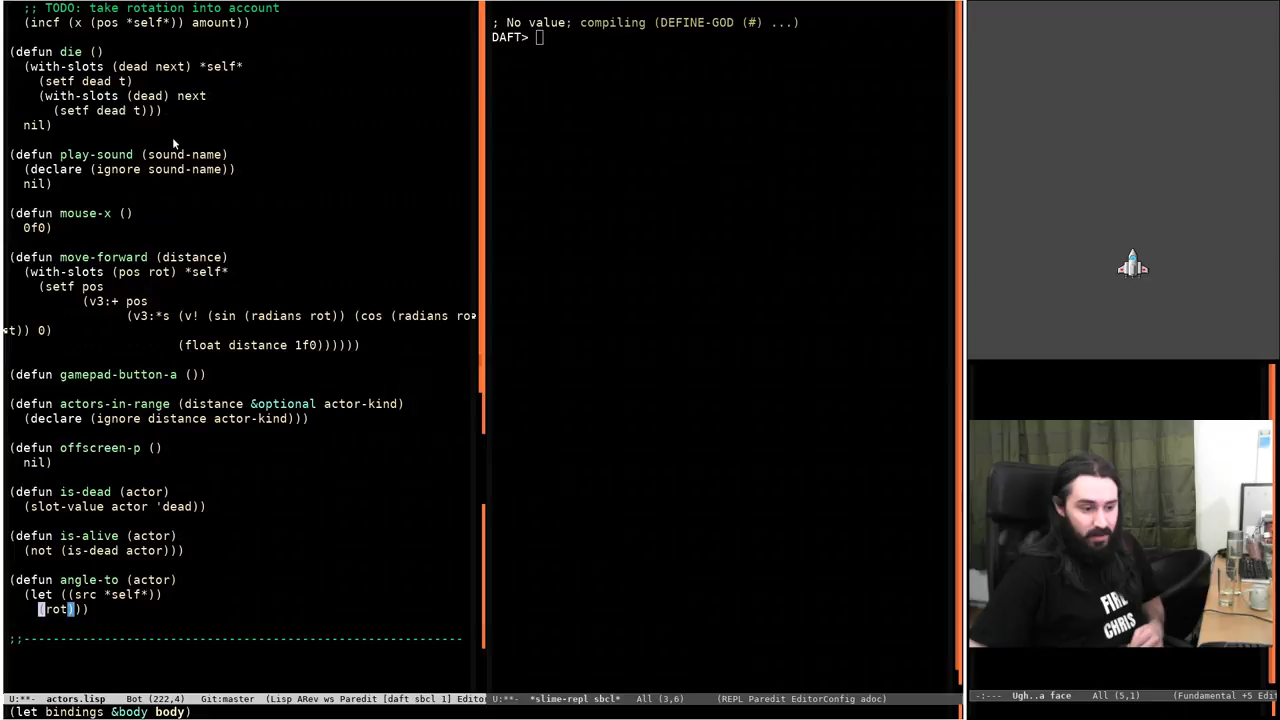 ;; TODO: take rotation into account
(incf (x (pos *self*)) amount))
(defun die ()
(with-slots (dead next) *self*
(setf dead t)
(with-slots (dead) next
(setf dead t)))
nil)
(defun play-sound (sound-name)
(declare (ignore sound-name))
nil)
(defun mouse-x ()
0f0)
(defun move-forward (distance)
(with-slots (pos rot) *self*
(setf pos
(v3:+ pos
(v3:*s (v! (sin (radians rot)) (cos (radians ro
t)) 0)
(float distance 1f0))))))
(defun gamepad-button-a ())
(defun actors-in-range (distance &optional actor-kind)
(declare (ignore distance actor-kind)))
(defun offscreen-p ()
nil)
(defun is-dead (actor)
(slot-value actor 'dead))
(defun is-alive (actor)
(not (is-dead actor)))
(defun angle-to (actor)
(let ((src *self*))
(rot)))
;;------------------------------------------------------------
U:**- actors.lisp Bot (222,4) Git:master (Lisp ARev ws Paredit [daft sbcl 1] Editor
(let bindings &body body)
; No value; compiling (DEFINE-GOD (#) ...)
DAFT>
U:**- *slime-repl sbcl* All (3,6) (REPL Paredit EditorConfig adoc)
FIRE
CHRIS
-:--- Ugh..a face All (5,1) (Fundamental +5 Edi